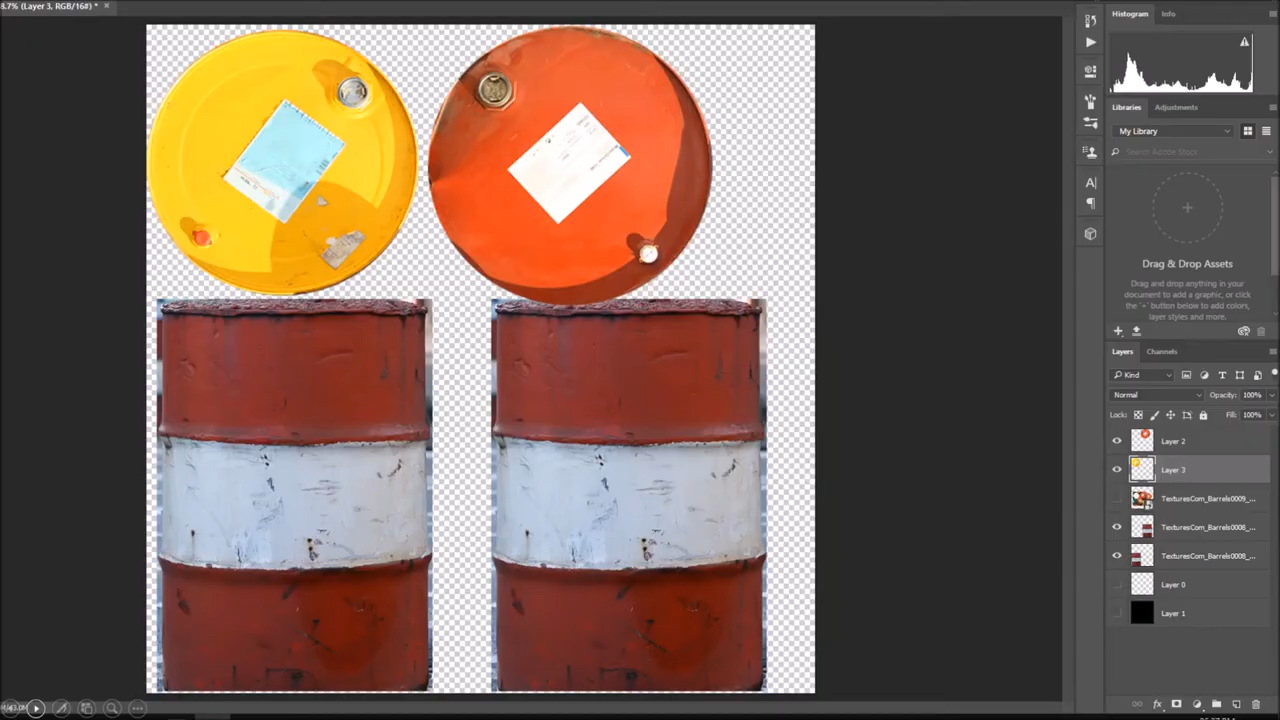 8.7% (Layer 3, RGB/16#) *
Histogram
Info
Libraries
Adjustments
My Library
Search Adobe Stock
Drag & Drop Assets
Drag and drop anything in your
document to add a graphic, or click
the "+" button below to add colors,
layer styles and more.
Layers
Channels
Kind
Normal
Opacity: 100%
Lock:
Fill: 100%
Layer 2
Layer 3
TexturesCom_Barrels0009_...
TexturesCom_Barrels0008_...
TexturesCom_Barrels0008_...
Layer 0
Layer 1